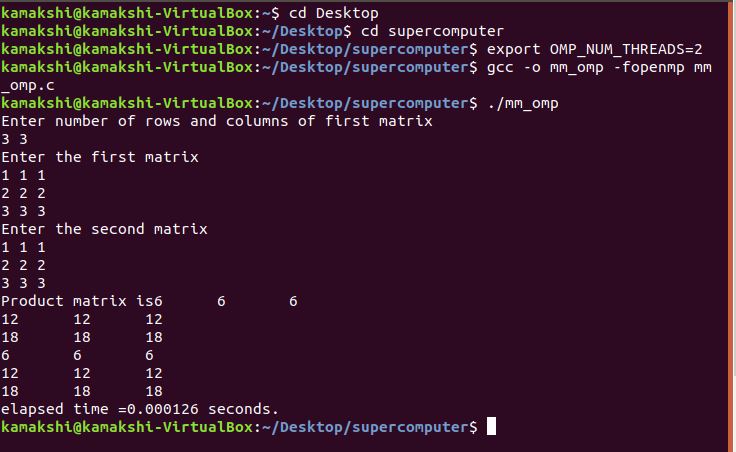 kamakshi@kamakshi-VirtualBox:~$ cd Desktop
kamakshi@kamakshi-VirtualBox:~/Desktop$ cd supercomputer
kamakshi@kamakshi-VirtualBox:~/Desktop/supercomputer$ export OMP_NUM_THREADS=2
kamakshi@kamakshi-VirtualBox:~/Desktop/supercomputer$ gcc -o mm_omp -fopenmp mm
_omp.c
kamakshi@kamakshi-VirtualBox:~/Desktop/supercomputer$ ./mm_omp
Enter number of rows and columns of first matrix
3 3
Enter the first matrix
1 1 1
2 2 2
3 3 3
Enter the second matrix
1 1 1
2 2 2
3 3 3
Product matrix is6      6       6
12      12      12
18      18      18
6       6       6
12      12      12
18      18      18
elapsed time =0.000126 seconds.
kamakshi@kamakshi-VirtualBox:~/Desktop/supercomputer$